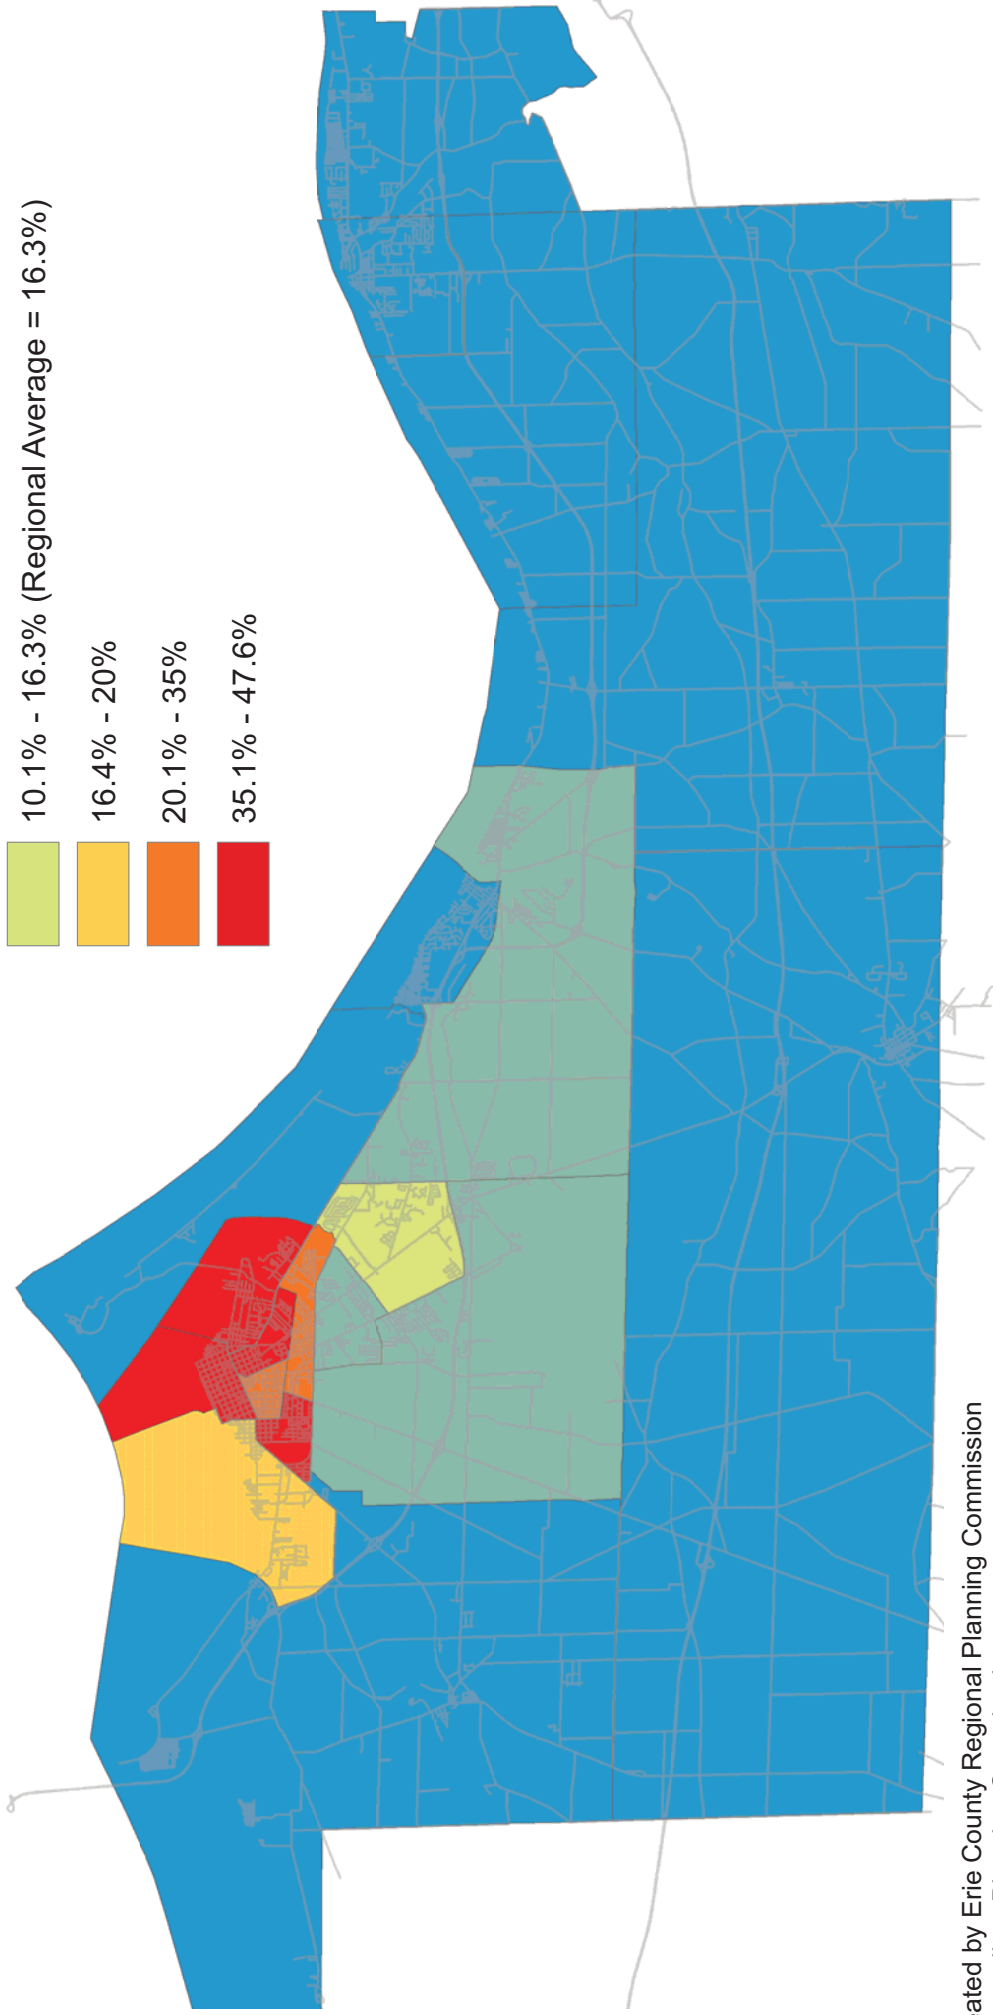 10.1% - 16.3% (Regional Average = 16.3%)
16.4% - 20%
20.1% - 35%
35.1% - 47.6%
ated by Erie County Regional Planning Commission